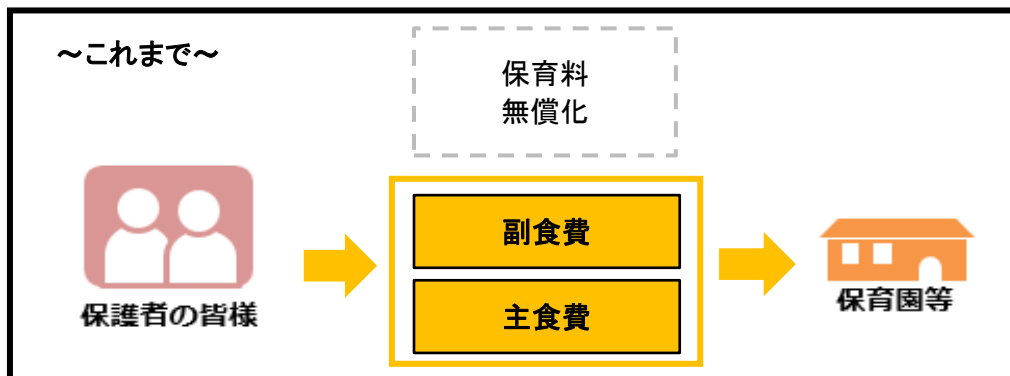 ～これまで～
保育料
無償化
副食費
主食費
保護者の皆様
保育園等